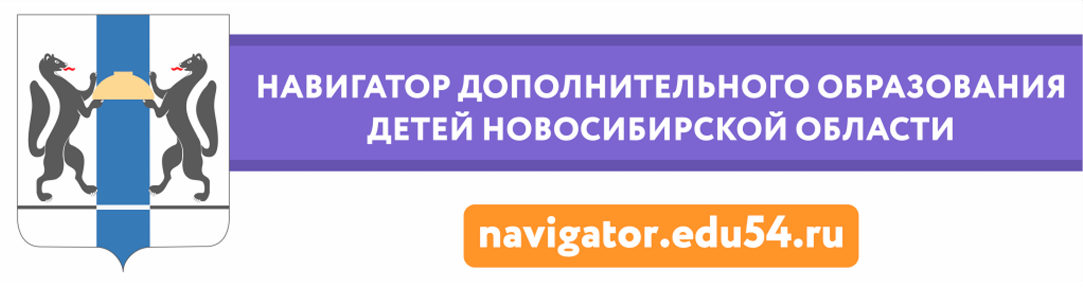 НАВИГАТОР ДОПОЛНИТЕЛЬНОГО ОБРАЗОВАНИЯ
ДЕТЕЙ НОВОСИБИРСКОЙ ОБЛАСТИ
navigator.edu54.ru